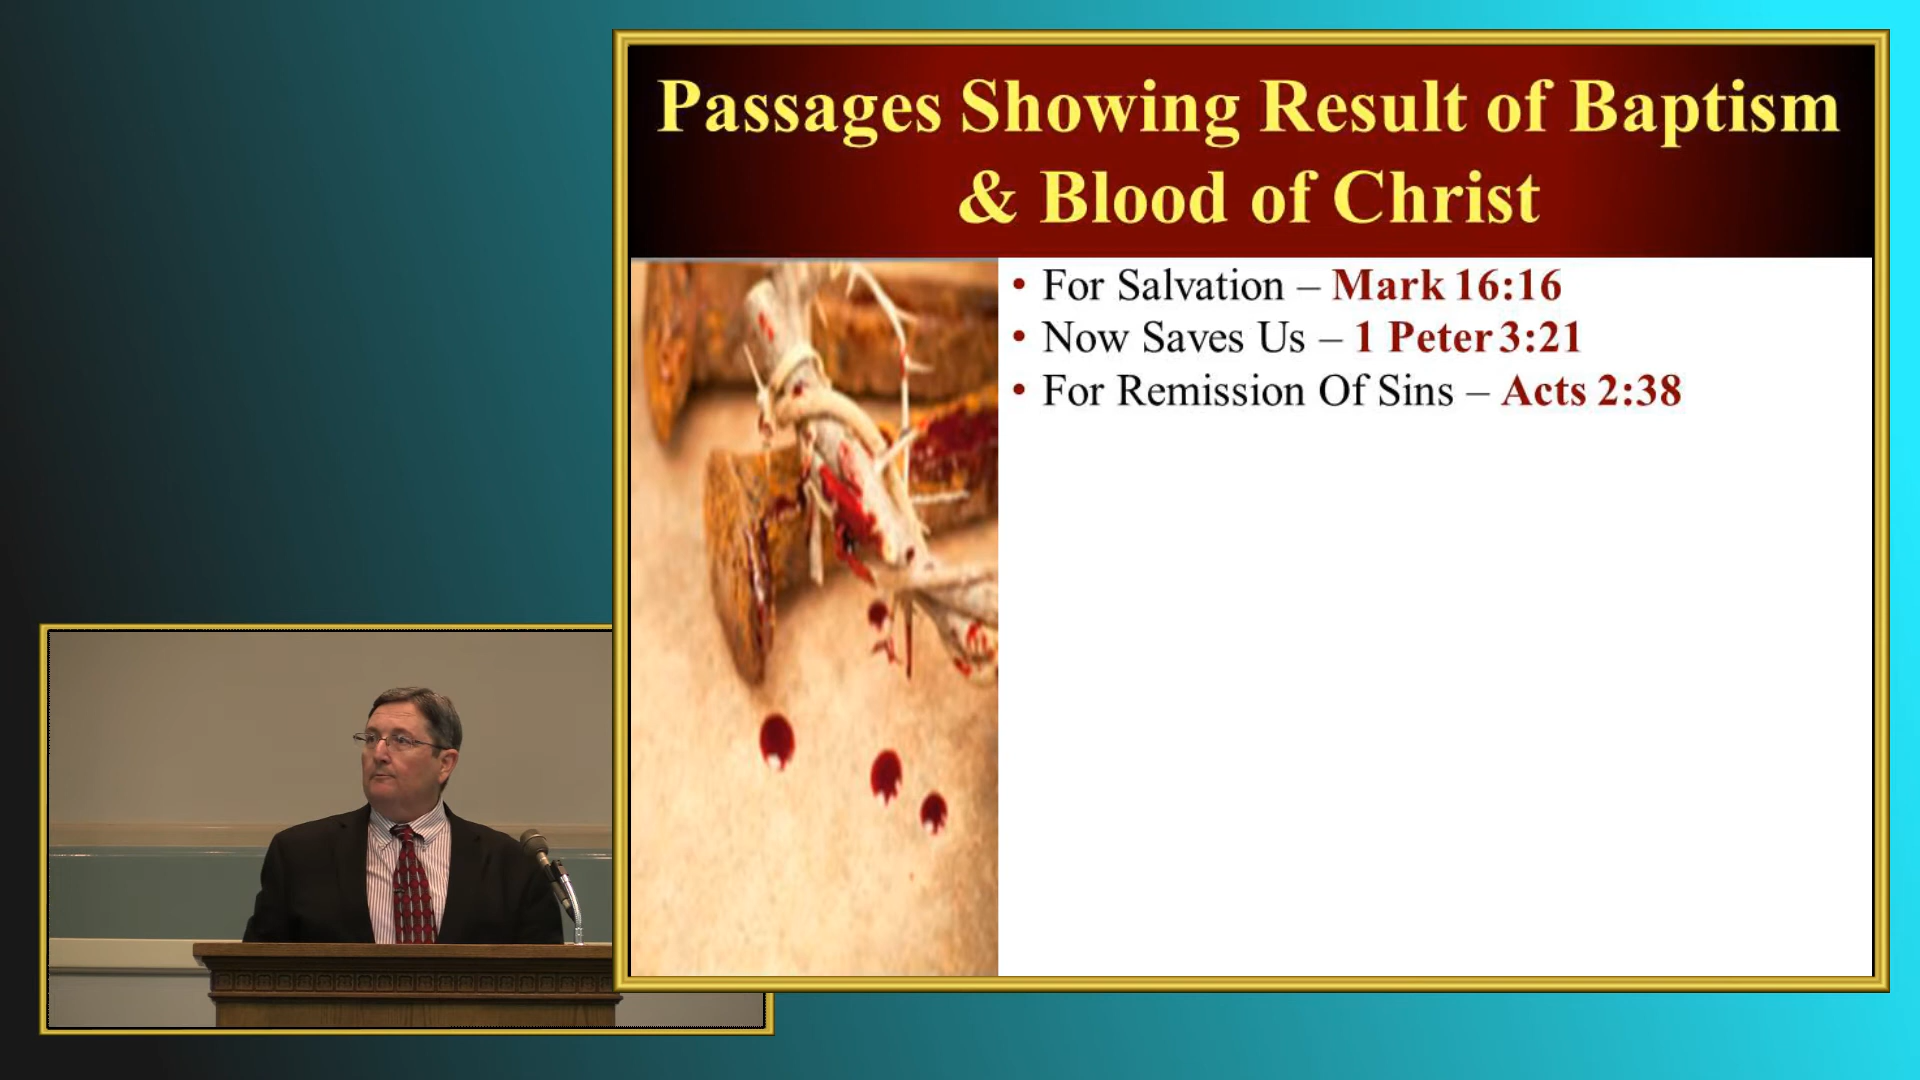 Passages Showing Result of Baptism
& Blood of Christ
• For Salvation – Mark 16:16
• Now Saves Us – 1 Peter 3:21
• For Remission Of Sins – Acts 2:38